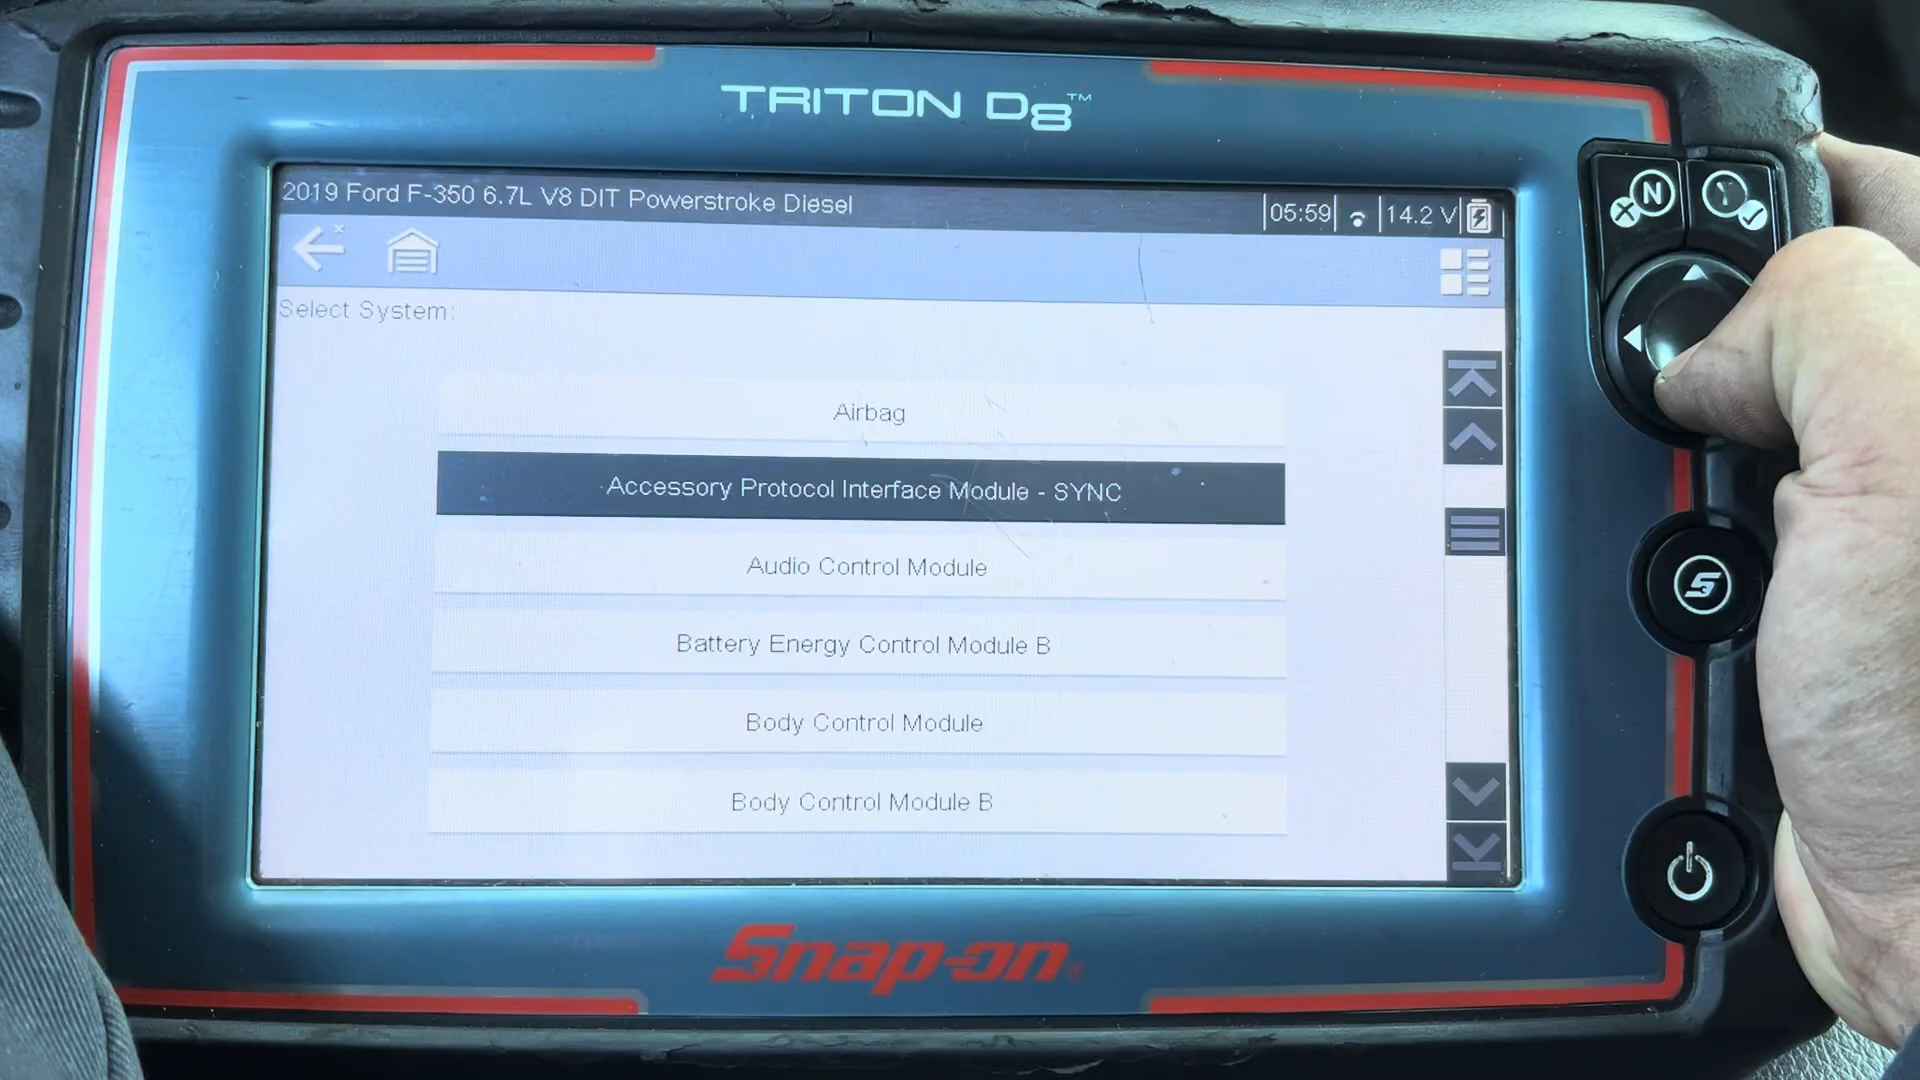 TRITON D8™
2019 Ford F-350 6.7L V8 DIT Powerstroke Diesel
05:59
14.2 V
N
Y
Select System:
Airbag
Accessory Protocol Interface Module - SYNC
Audio Control Module
Battery Energy Control Module B
Body Control Module
Body Control Module B
S
Snap-on®